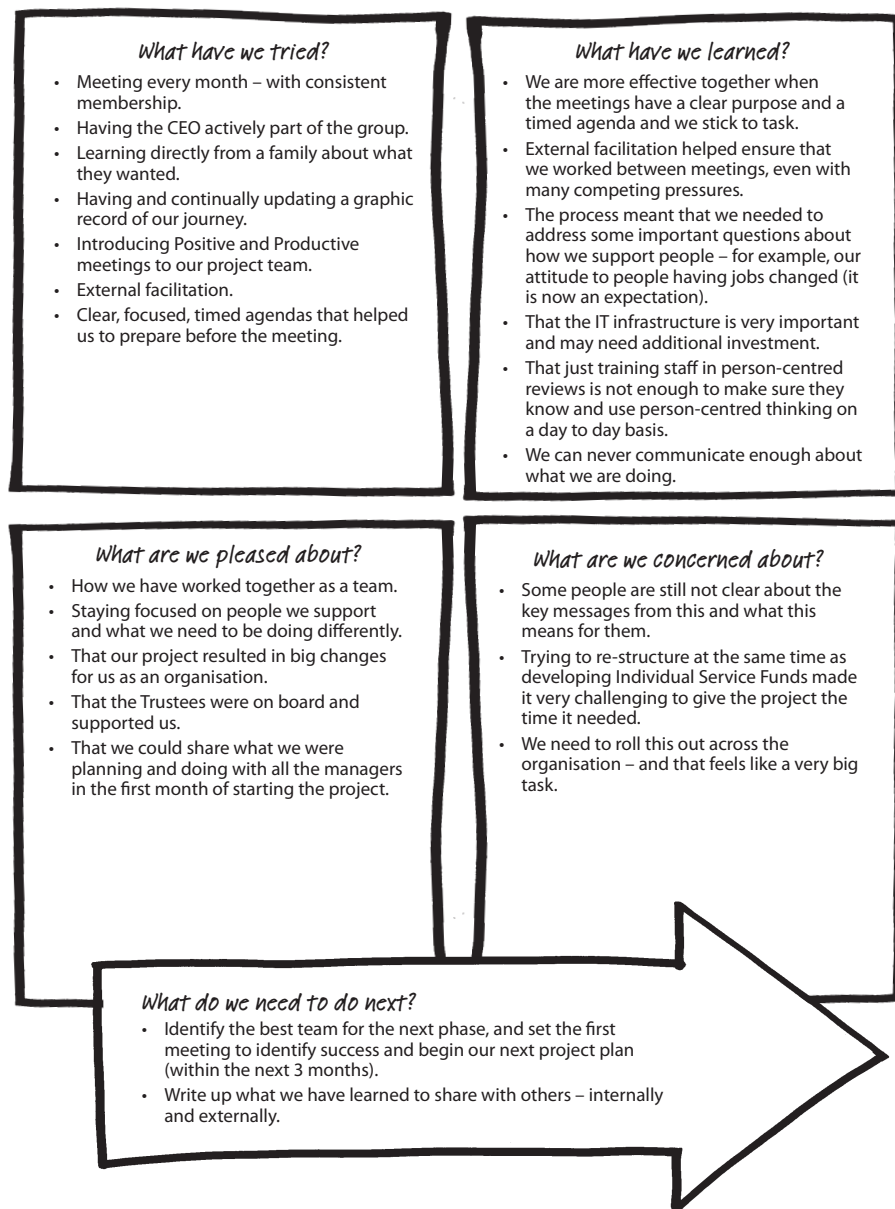 What have we tried?
• Meeting every month – with consistent
membership.
• Having the CEO actively part of the group.
• Learning directly from a family about what
they wanted.
• Having and continually updating a graphic
record of our journey.
• Introducing Positive and Productive
meetings to our project team.
• External facilitation.
• Clear, focused, timed agendas that helped
us to prepare before the meeting.
What have we learned?
• We are more effective together when
the meetings have a clear purpose and a
timed agenda and we stick to task.
• External facilitation helped ensure that
we worked between meetings, even with
many competing pressures.
• The process meant that we needed to
address some important questions about
how we support people – for example, our
attitude to people having jobs changed (it
is now an expectation).
• That the IT infrastructure is very important
and may need additional investment.
• That just training staff in person-centred
reviews is not enough to make sure they
know and use person-centred thinking on
a day to day basis.
• We can never communicate enough about
what we are doing.
What are we pleased about?
• How we have worked together as a team.
• Staying focused on people we support
and what we need to be doing differently.
• That our project resulted in big changes
for us as an organisation.
• That the Trustees were on board and
supported us.
• That we could share what we were
planning and doing with all the managers
in the first month of starting the project.
What are we concerned about?
• Some people are still not clear about the
key messages from this and what this
means for them.
• Trying to re-structure at the same time as
developing Individual Service Funds made
it very challenging to give the project the
time it needed.
• We need to roll this out across the
organisation – and that feels like a very big
task.
What do we need to do next?
• Identify the best team for the next phase, and set the first
meeting to identify success and begin our next project plan
(within the next 3 months).
• Write up what we have learned to share with others – internally
and externally.